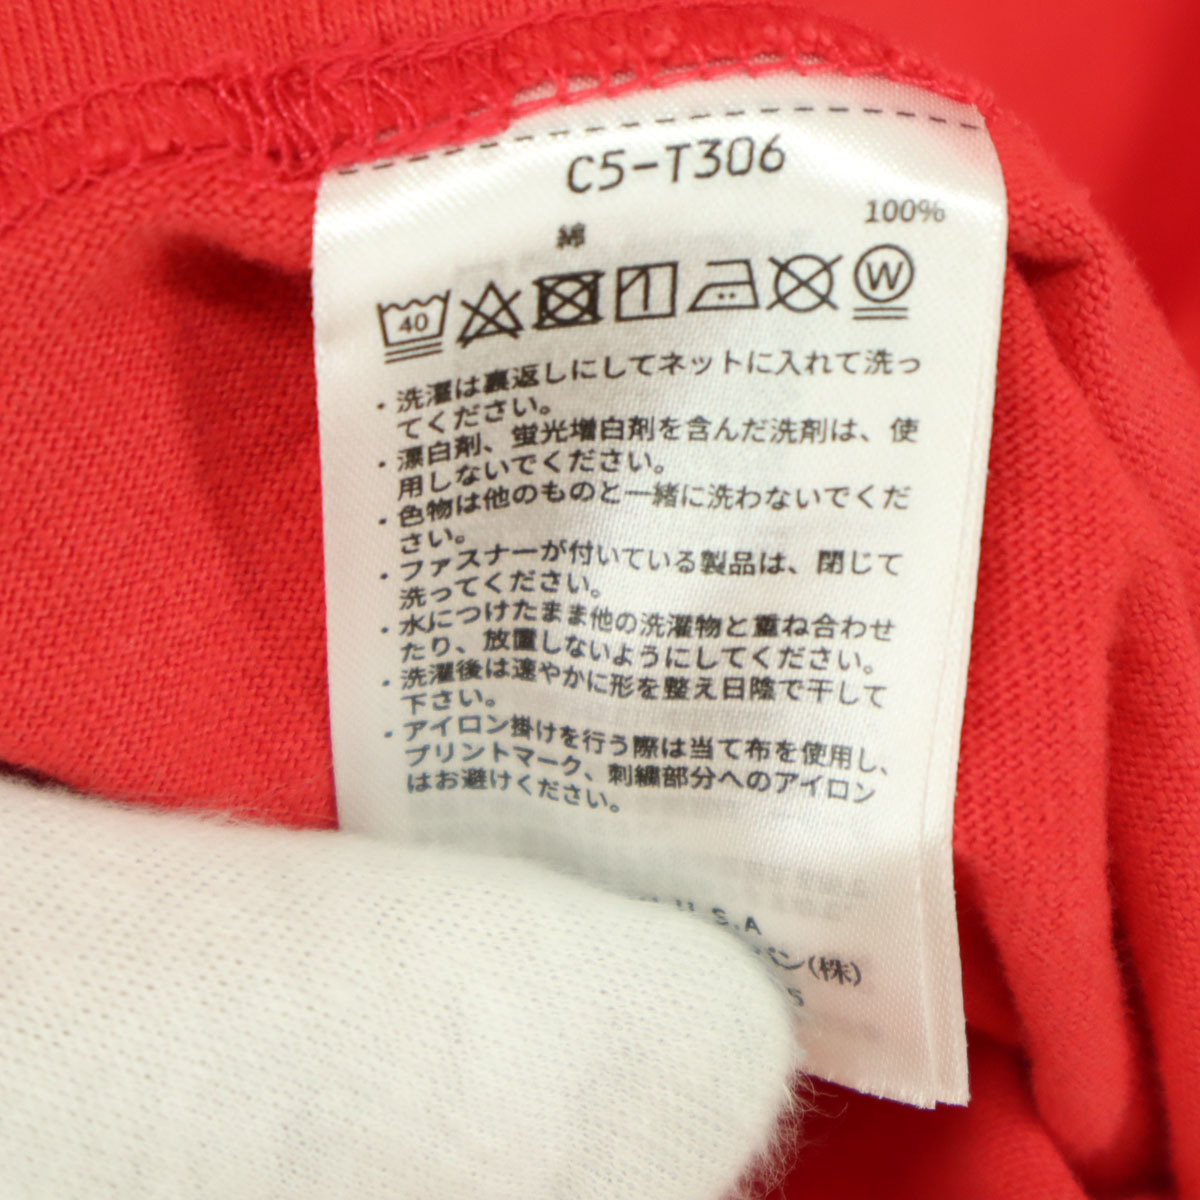 C5-T306
綿 100%
40 W
・洗濯は裏返しにしてネットに入れて洗っ
てください。
・漂白剤、蛍光増白剤を含んだ洗剤は、使
用しないでください。
・色物は他のものと一緒に洗わないでくだ
さい。
・ファスナーが付いている製品は、閉じて
洗ってください。
・水につけたまま他の洗濯物と重ね合わせ
たり、放置しないようにしてください。
・洗濯後は速やかに形を整え日陰で干して
下さい。
・アイロン掛けを行う際は当て布を使用し、
プリントマーク、刺繍部分へのアイロン
はお避けください。
U.S.A
パン(株)
5